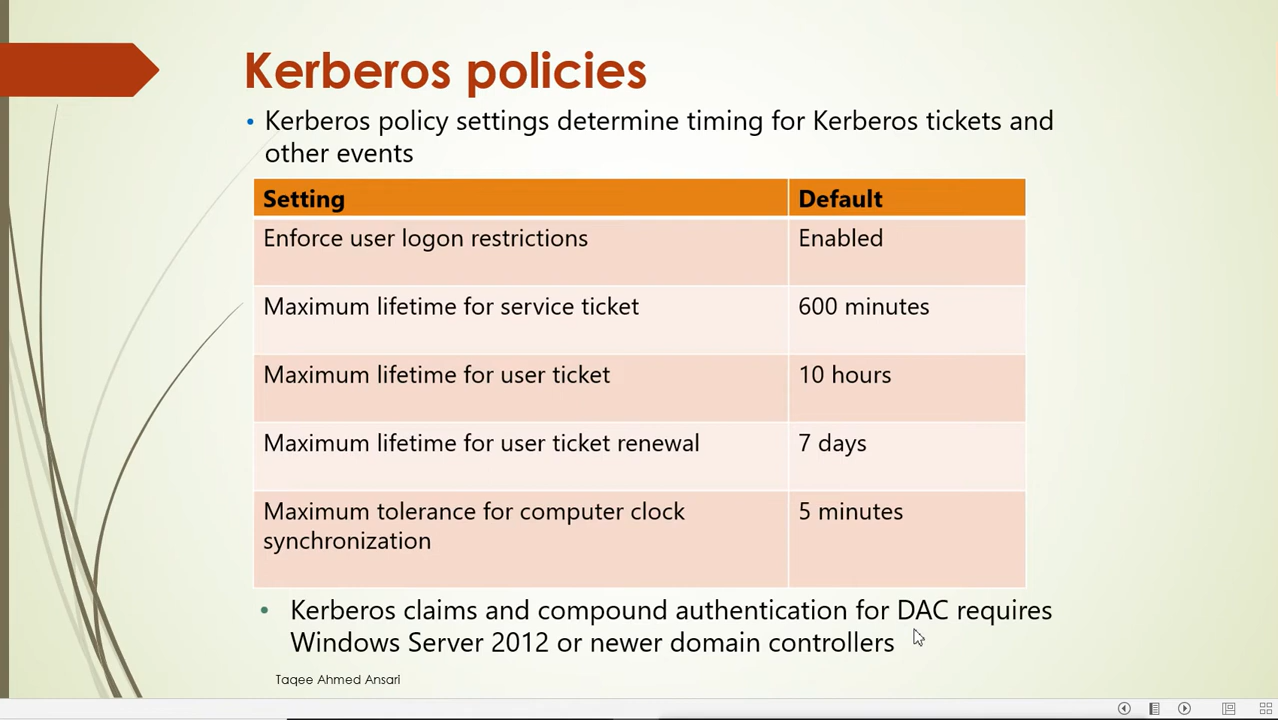 Kerberos policies
• Kerberos policy settings determine timing for Kerberos tickets and
other events
Setting Default
Enforce user logon restrictions Enabled
Maximum lifetime for service ticket 600 minutes
Maximum lifetime for user ticket 10 hours
Maximum lifetime for user ticket renewal 7 days
Maximum tolerance for computer clock 5 minutes
synchronization
• Kerberos claims and compound authentication for DAC requires
Windows Server 2012 or newer domain controllers
Taqee Ahmed Ansari